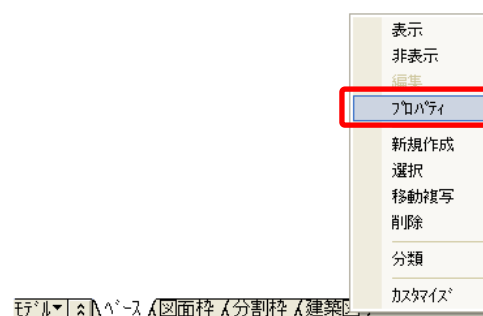 表示
非表示
編集
ﾌﾟﾛﾊﾟﾃｨ
新規作成
選択
移動複写
削除
分類
ｶｽﾀﾏｲｽﾞ
ﾓﾃﾞﾙ ﾍﾞｰｽ 図面枠 分割枠 建築